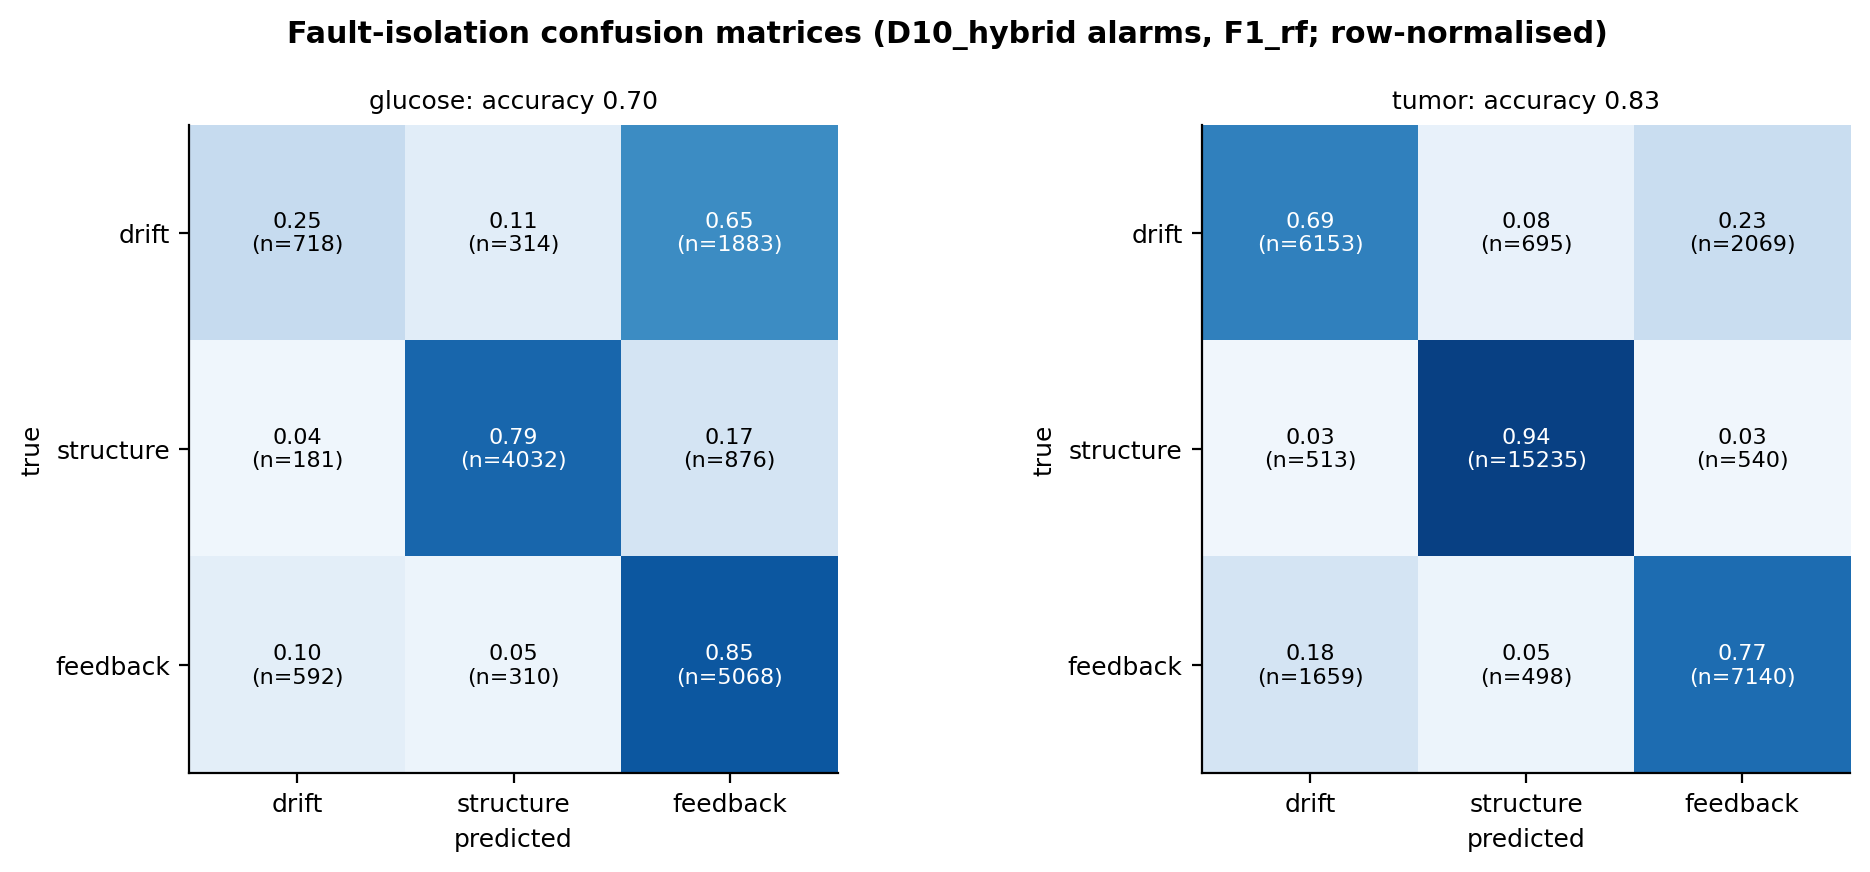 Fault-isolation confusion matrices (D10_hybrid alarms, F1_rf; row-normalised)
glucose: accuracy 0.70
true
drift
structure
feedback
0.25
(n=718)
0.11
(n=314)
0.65
(n=1883)
0.04
(n=181)
0.79
(n=4032)
0.17
(n=876)
0.10
(n=592)
0.05
(n=310)
0.85
(n=5068)
drift
structure
feedback
predicted
tumor: accuracy 0.83
true
drift
structure
feedback
0.69
(n=6153)
0.08
(n=695)
0.23
(n=2069)
0.03
(n=513)
0.94
(n=15235)
0.03
(n=540)
0.18
(n=1659)
0.05
(n=498)
0.77
(n=7140)
drift
structure
feedback
predicted